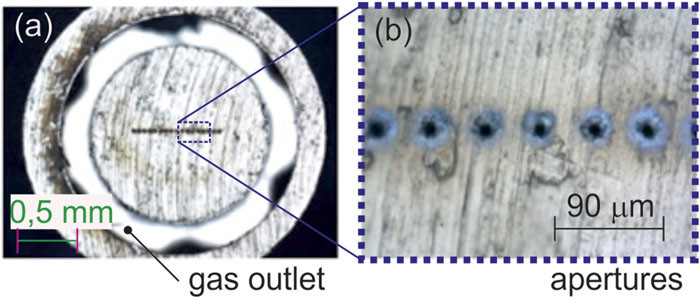 (a)
(b)
0,5 mm
90 μm
gas outlet
apertures